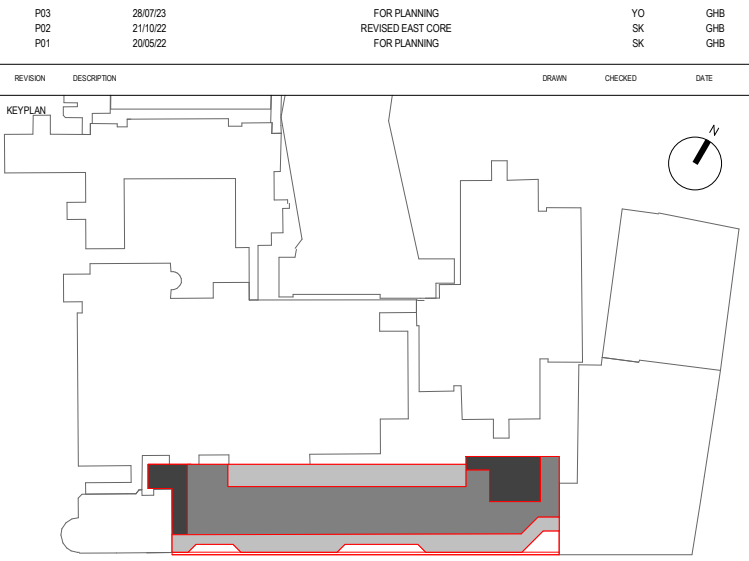 P03 28/07/23 FOR PLANNING YO GHB
P02 21/10/22 REVISED EAST CORE SK GHB
P01 20/05/22 FOR PLANNING SK GHB
REVISION DESCRIPTION DRAWN CHECKED DATE
KEYPLAN
N